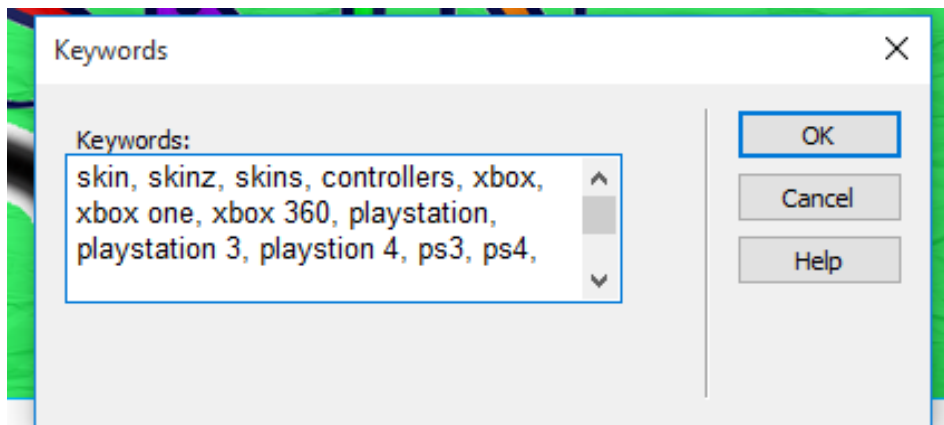 Keywords
Keywords:
skin, skinz, skins, controllers, xbox,
xbox one, xbox 360, playstation,
playstation 3, playstion 4, ps3, ps4,
OK
Cancel
Help